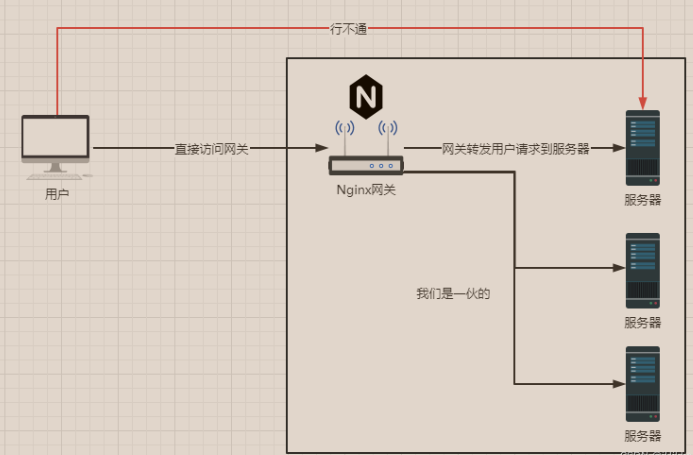 行不通
N
直接访问网关
网关转发用户请求到服务器
用户
Nginx网关
服务器
我们是一伙的
服务器
服务器